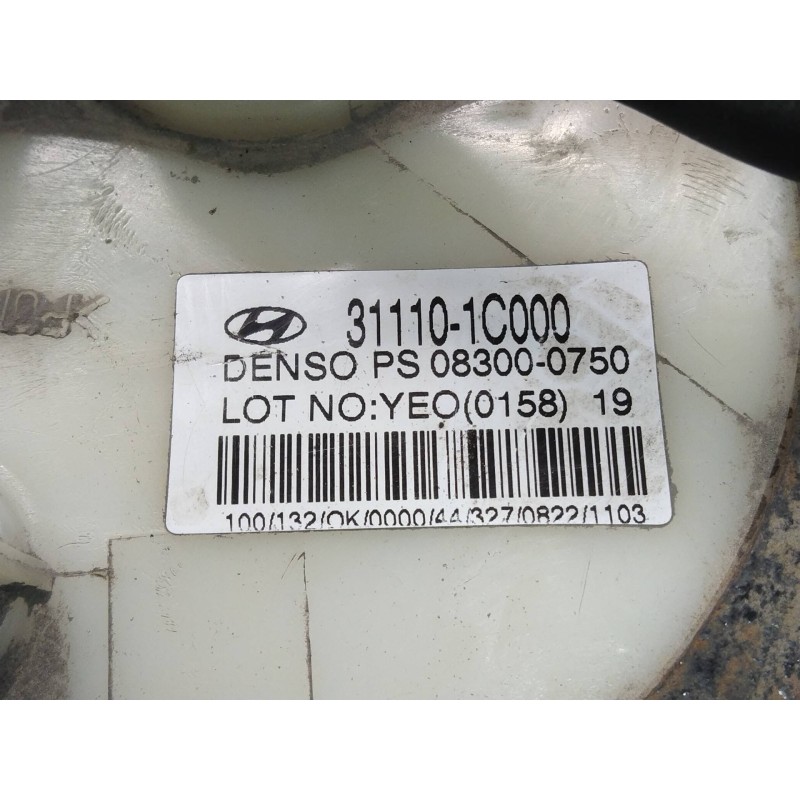 31110-1C000
DENSO PS 08300-0750
LOT NO:YEO(0158) 19
100/132/OK/0000/44/327/0822/1103